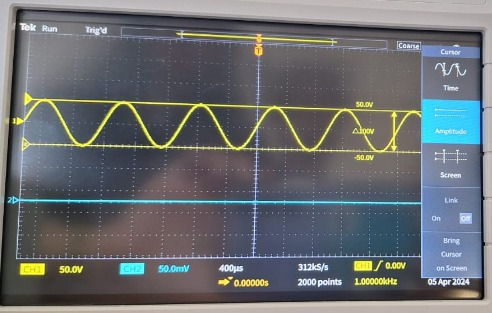 Tek Run Trig'd
Coarse
Cursor
Time
50.0V
△100V
-50.0V
Amplitude
Screen
Link
On Off
Bring
Cursor
on Screen
1
2
CH1 50.0V CH2 50.0mV 400µs 312kS/s CH1 0.00V
0.00000s 2000 points 1.00000kHz
05 Apr 2024